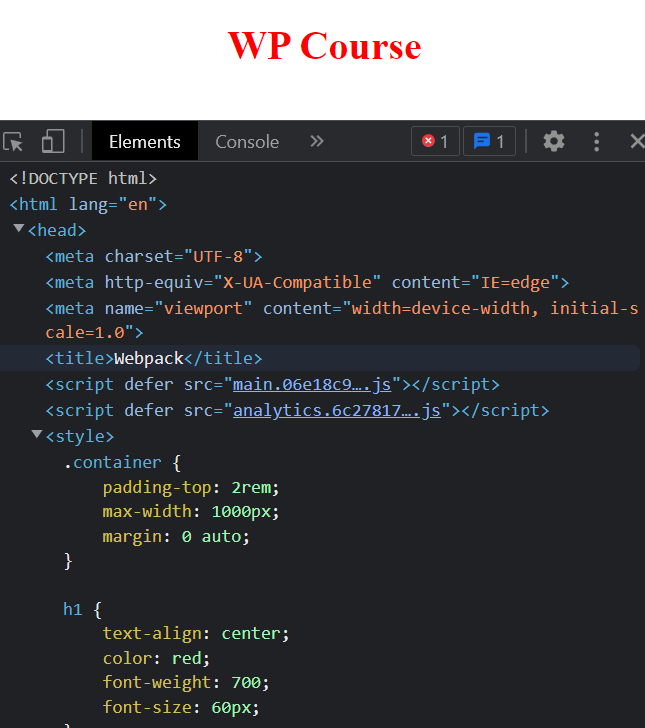 WP Course
Elements Console » 1 1
<!DOCTYPE html>
<html lang="en">
<head>
<meta charset="UTF-8">
<meta http-equiv="X-UA-Compatible" content="IE=edge">
<meta name="viewport" content="width=device-width, initial-s
cale=1.0">
<title>Webpack</title>
<script defer src="main.06e18c9….js"></script>
<script defer src="analytics.6c27817….js"></script>
<style>
.container {
padding-top: 2rem;
max-width: 1000px;
margin: 0 auto;
}
h1 {
text-align: center;
color: red;
font-weight: 700;
font-size: 60px;
}